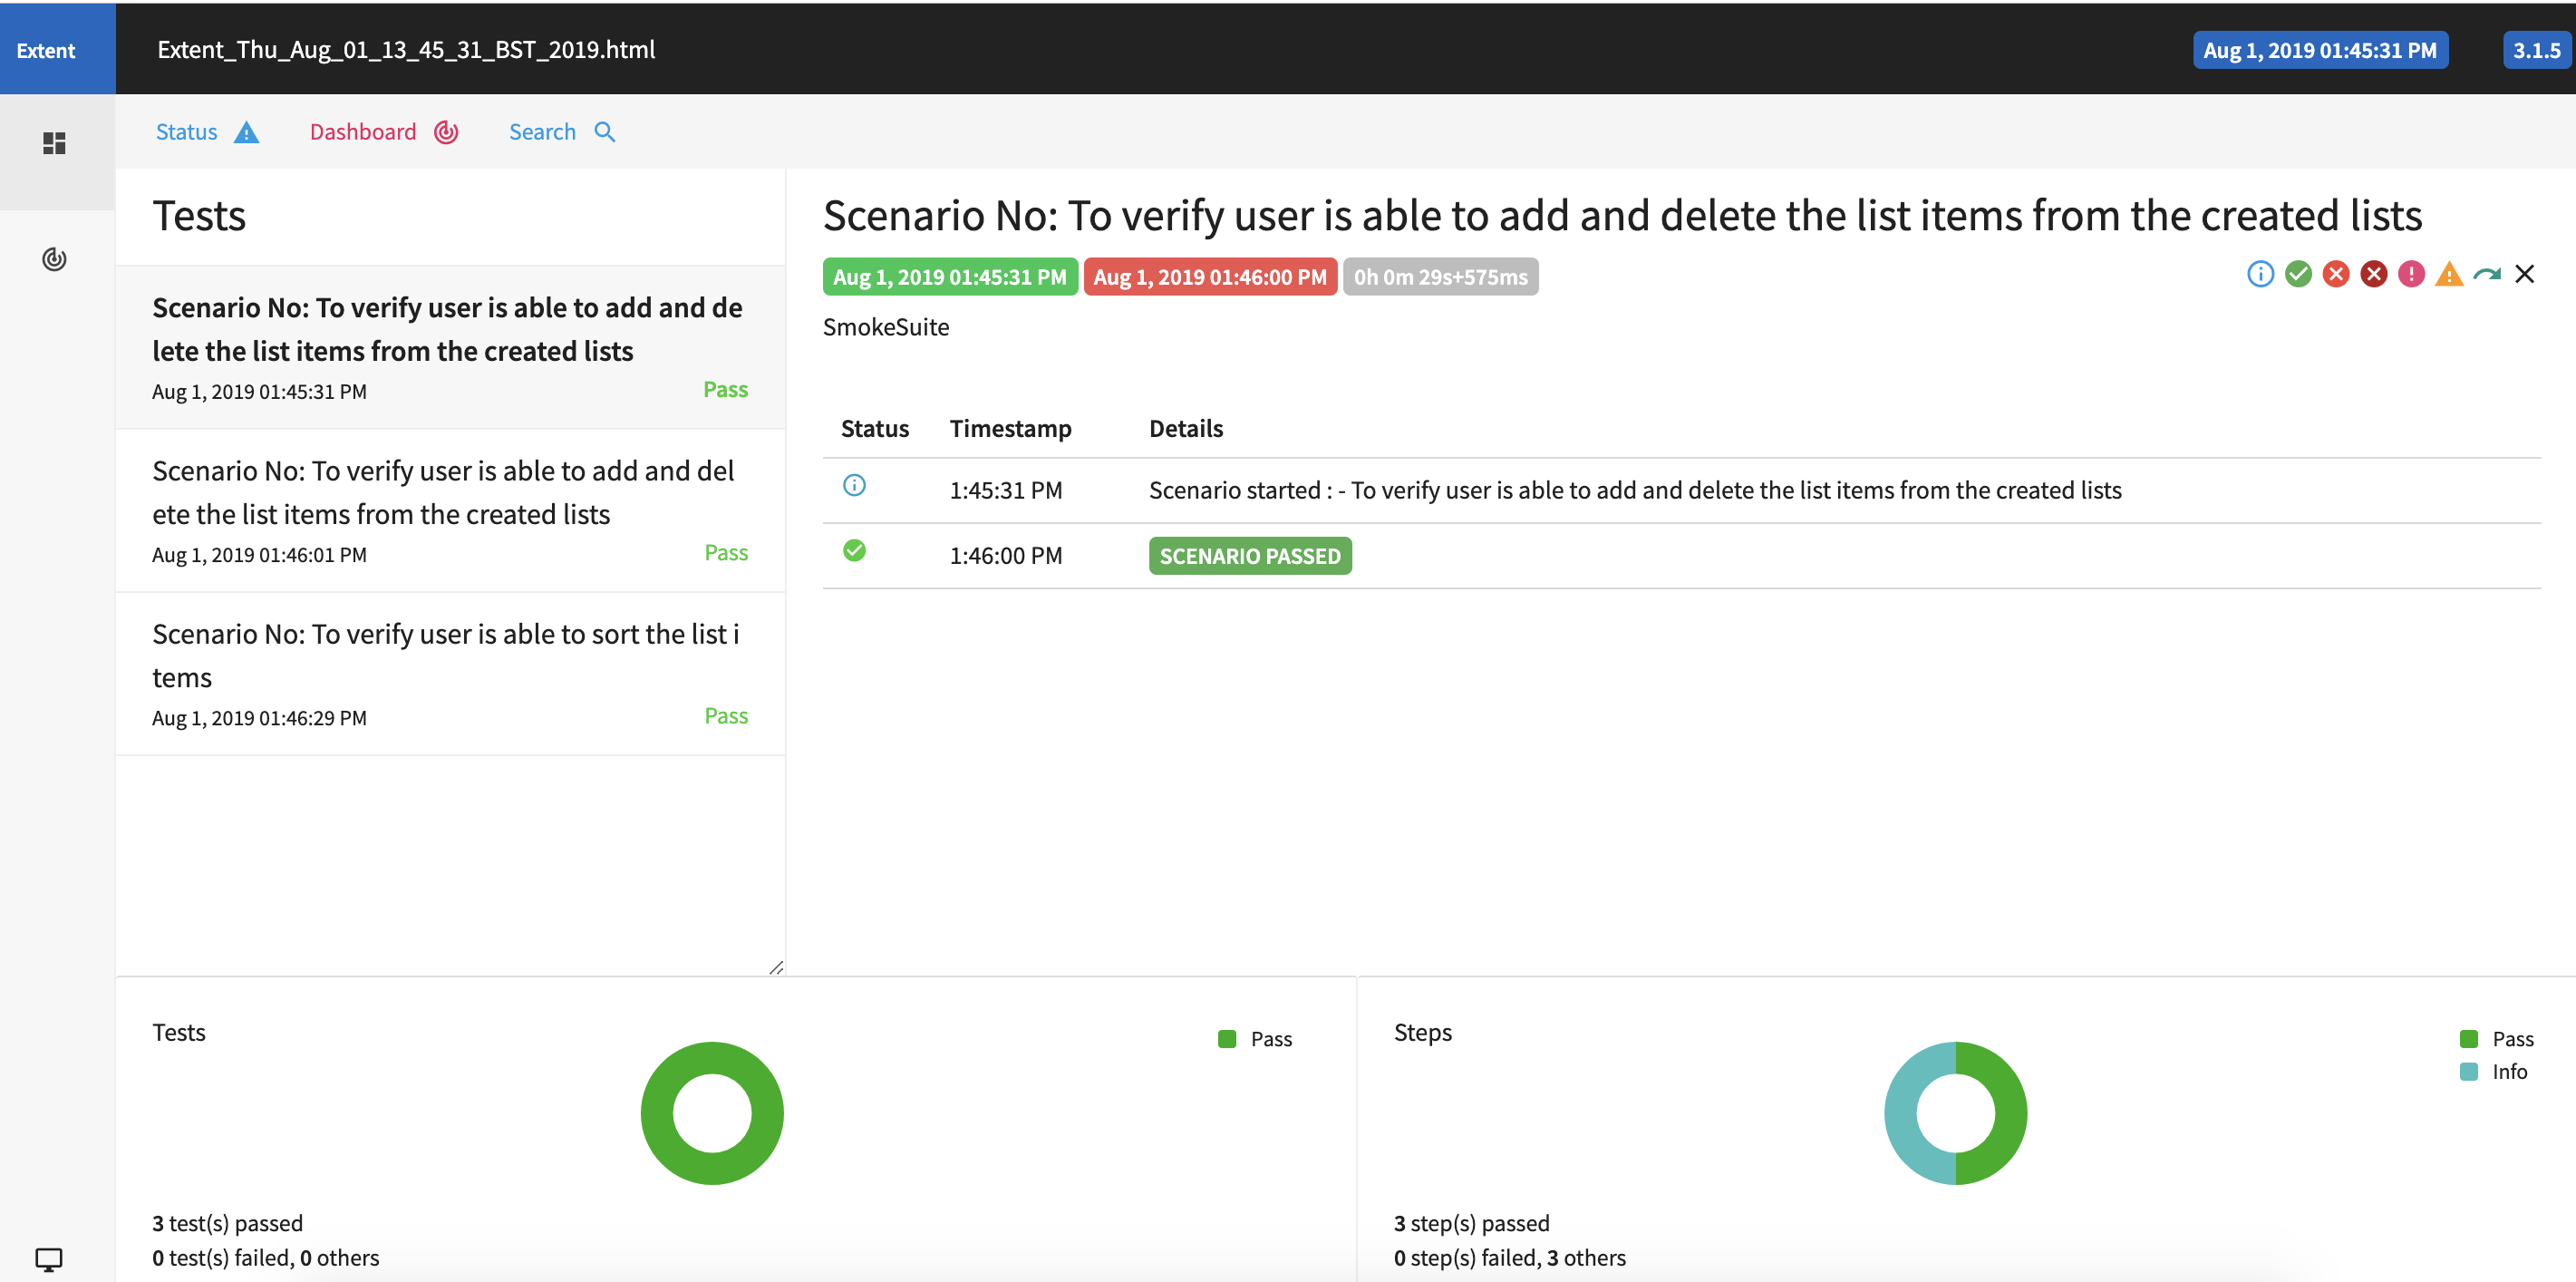 Extent
Extent_Thu_Aug_01_13_45_31_BST_2019.html
Aug 1, 2019 01:45:31 PM
3.1.5
Status
Dashboard
Search
Tests
Scenario No: To verify user is able to add and de
lete the list items from the created lists
Aug 1, 2019 01:45:31 PM
Pass
Scenario No: To verify user is able to add and del
ete the list items from the created lists
Aug 1, 2019 01:46:01 PM
Pass
Scenario No: To verify user is able to sort the list i
tems
Aug 1, 2019 01:46:29 PM
Pass
Scenario No: To verify user is able to add and delete the list items from the created lists
Aug 1, 2019 01:45:31 PM
Aug 1, 2019 01:46:00 PM
0h 0m 29s+575ms
SmokeSuite
Status Timestamp Details
1:45:31 PM Scenario started : - To verify user is able to add and delete the list items from the created lists
1:46:00 PM SCENARIO PASSED
Tests
Pass
3 test(s) passed
0 test(s) failed, 0 others
Steps
Pass
Info
3 step(s) passed
0 step(s) failed, 3 others